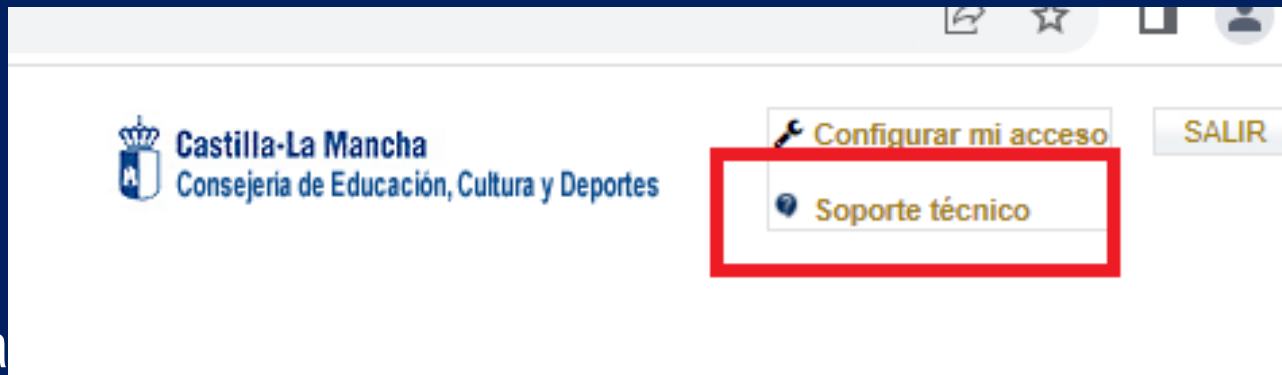 Castilla-La Mancha
Consejería de Educación, Cultura y Deportes
Configurar mi acceso
SALIR
Soporte técnico
a